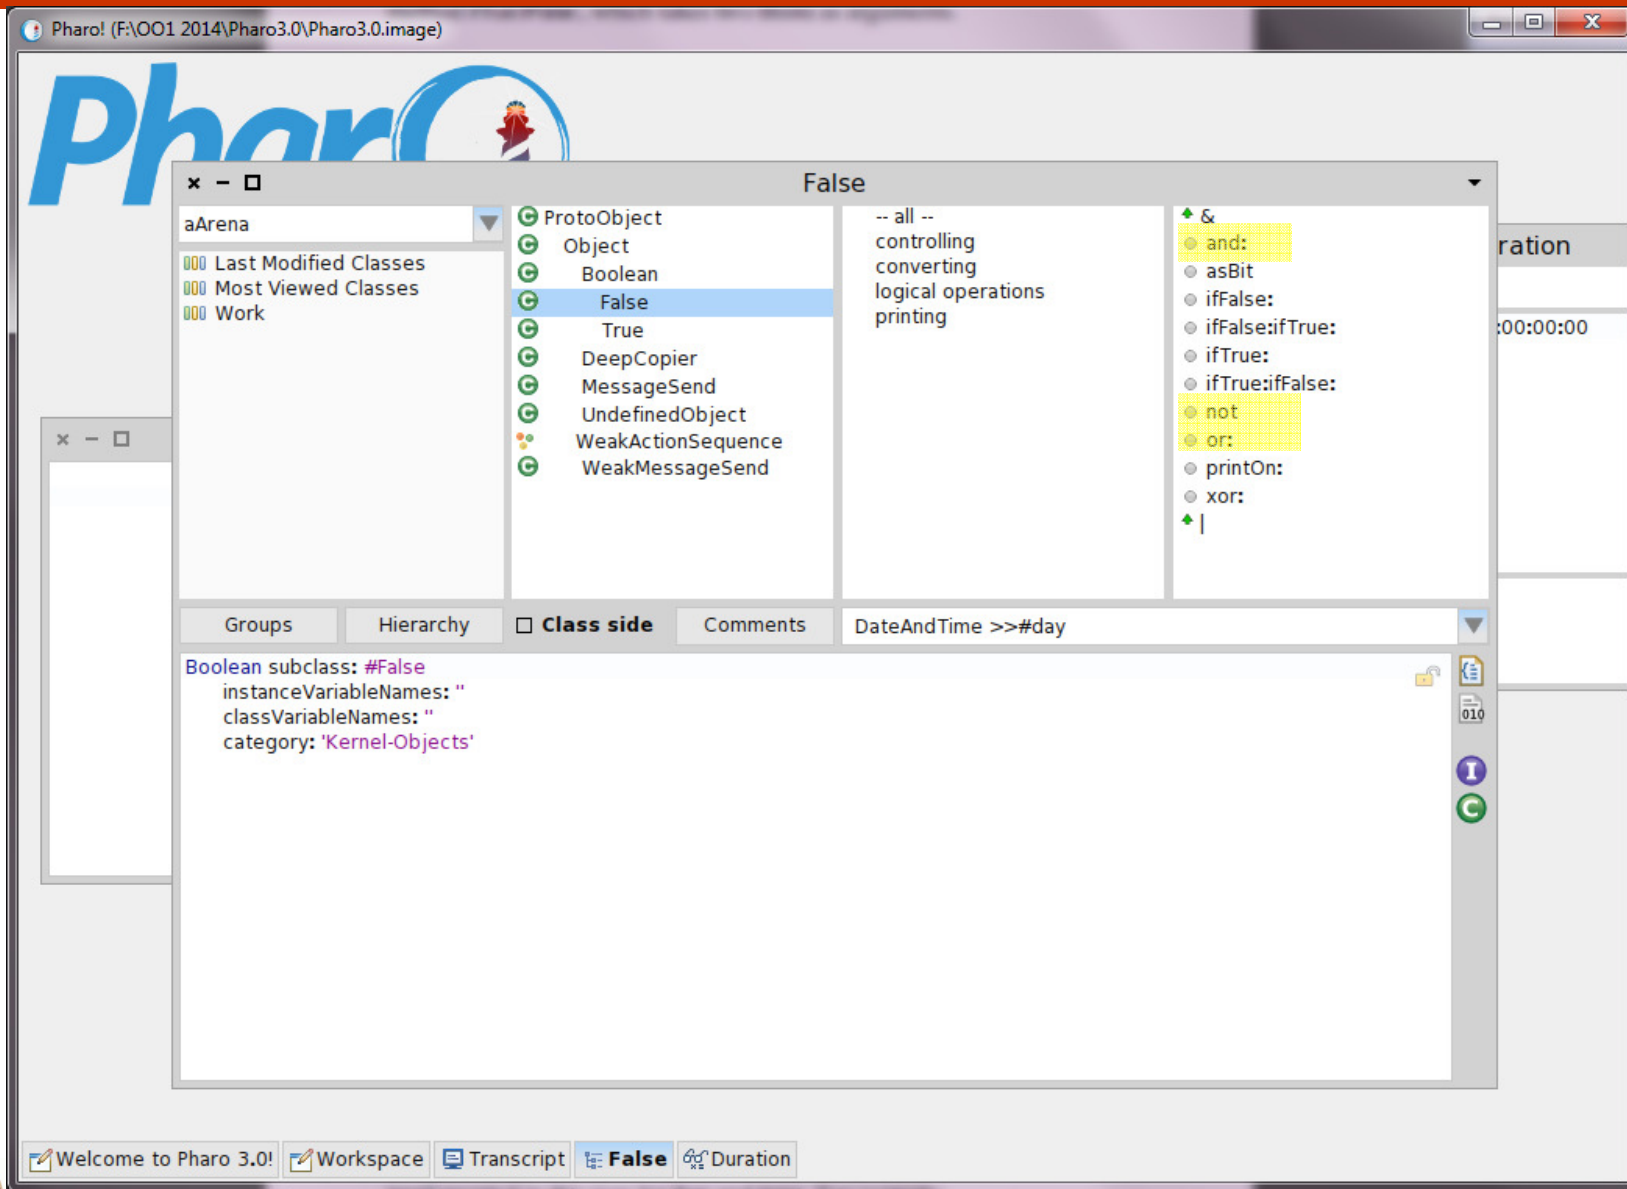 Pharo! (F:\OO1 2014\Pharo3.0\Pharo3.0.image)
Phar
False
aArena
Last Modified Classes
Most Viewed Classes
Work
ProtoObject
Object
Boolean
False
True
DeepCopier
MessageSend
UndefinedObject
WeakActionSequence
WeakMessageSend
-- all --
controlling
converting
logical operations
printing
&
and:
asBit
ifFalse:
ifFalse:ifTrue:
ifTrue:
ifTrue:ifFalse:
not
or:
printOn:
xor:
|
ration
:00:00:00
Groups
Hierarchy
Class side
Comments
DateAndTime >>#day
Boolean subclass: #False
instanceVariableNames: ''
classVariableNames: ''
category: 'Kernel-Objects'
010
I
C
Welcome to Pharo 3.0!
Workspace
Transcript
False
Duration